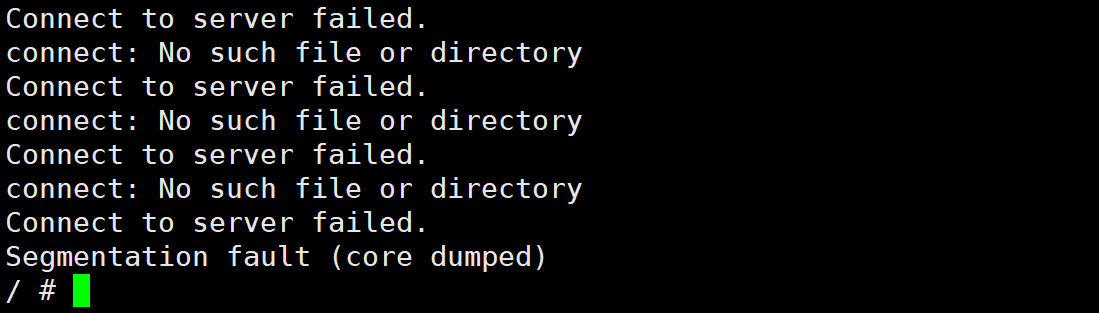 Connect to server failed.
connect: No such file or directory
Connect to server failed.
connect: No such file or directory
Connect to server failed.
connect: No such file or directory
Connect to server failed.
Segmentation fault (core dumped)
/ #